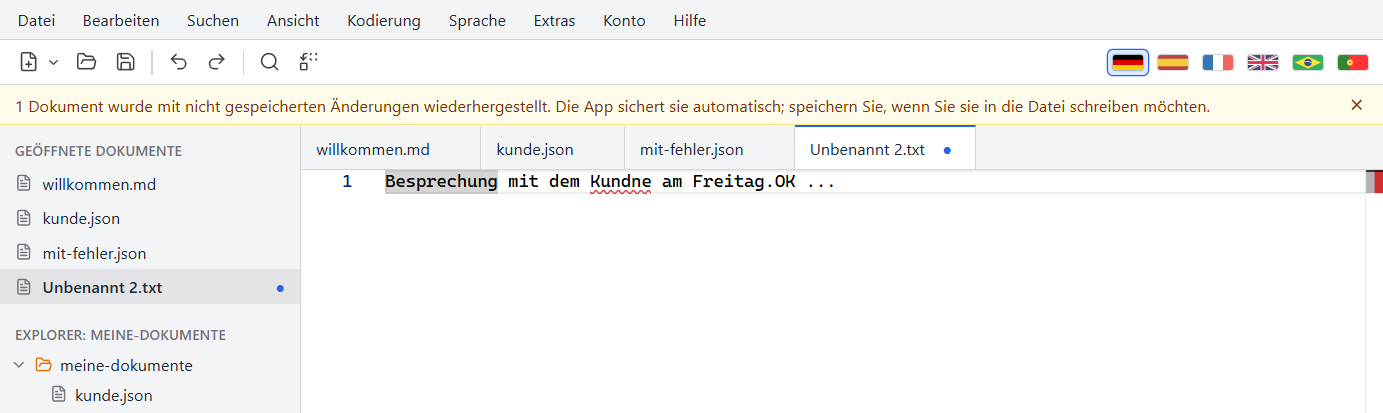 Datei Bearbeiten Suchen Ansicht Kodierung Sprache Extras Konto Hilfe
1 Dokument wurde mit nicht gespeicherten Änderungen wiederhergestellt. Die App sichert sie automatisch; speichern Sie, wenn Sie sie in die Datei schreiben möchten.
GEÖFFNETE DOKUMENTE
willkommen.md
kunde.json
mit-fehler.json
Unbenannt 2.txt
EXPLORER: MEINE-DOKUMENTE
meine-dokumente
kunde.json
willkommen.md kunde.json mit-fehler.json Unbenannt 2.txt
1 Besprechung mit dem Kundne am Freitag.OK ...